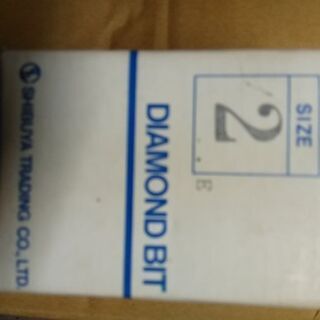 SIZE
2
B
DIAMOND BIT
SHIBUYA TRADING CO., LTD.